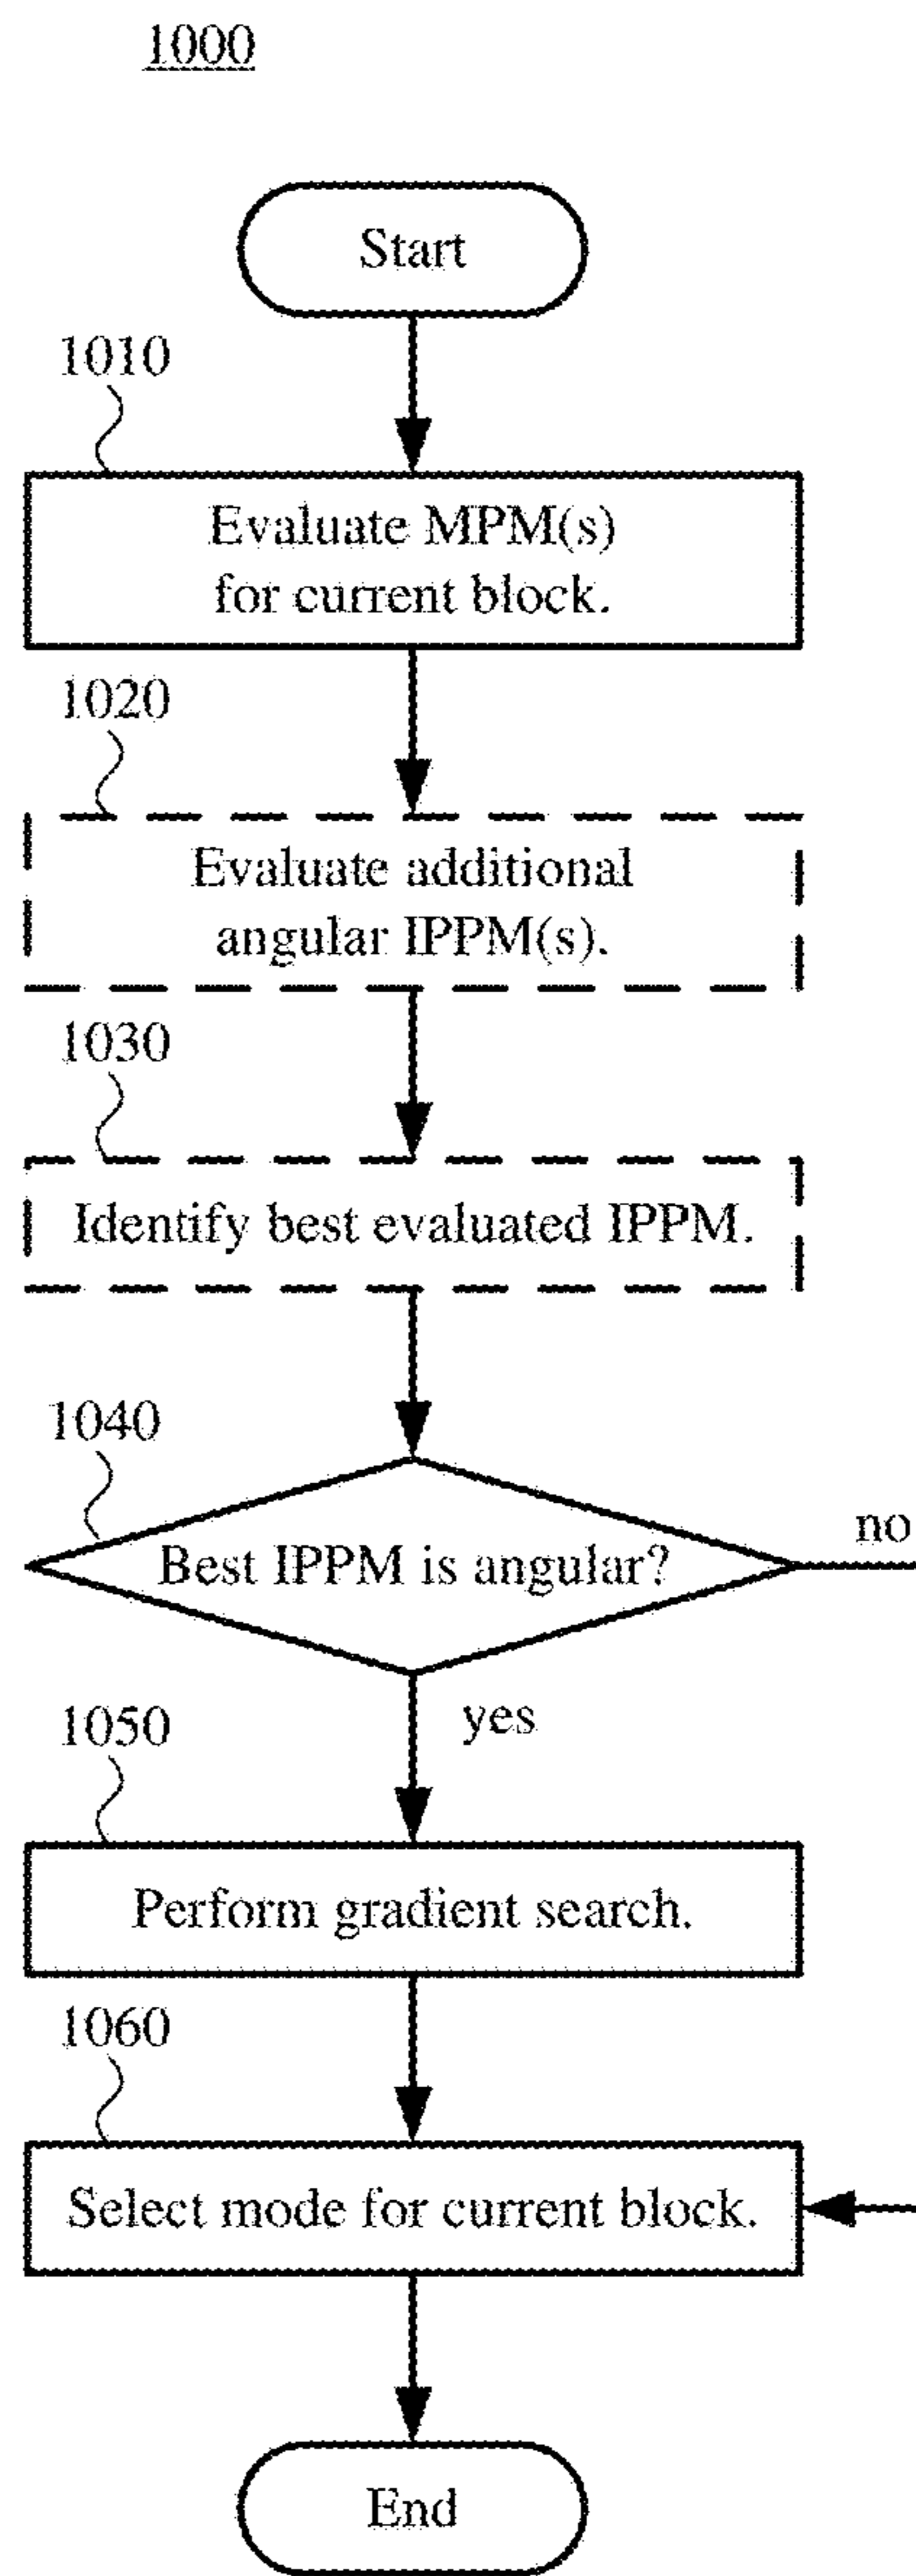 1000
Start
1010
Evaluate MPM(s)
for current block.
1020
Evaluate additional
angular IPPM(s).
1030
Identify best evaluated IPPM.
1040
Best IPPM is angular?
no
yes
1050
Perform gradient search.
1060
Select mode for current block.
End